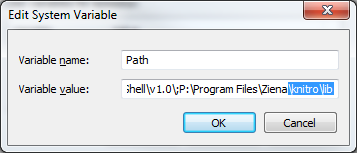 Edit System Variable
Variable name:
Path
Variable value:
Shell\v1.0\;P:\Program Files\Ziena\knitro\lib
OK
Cancel